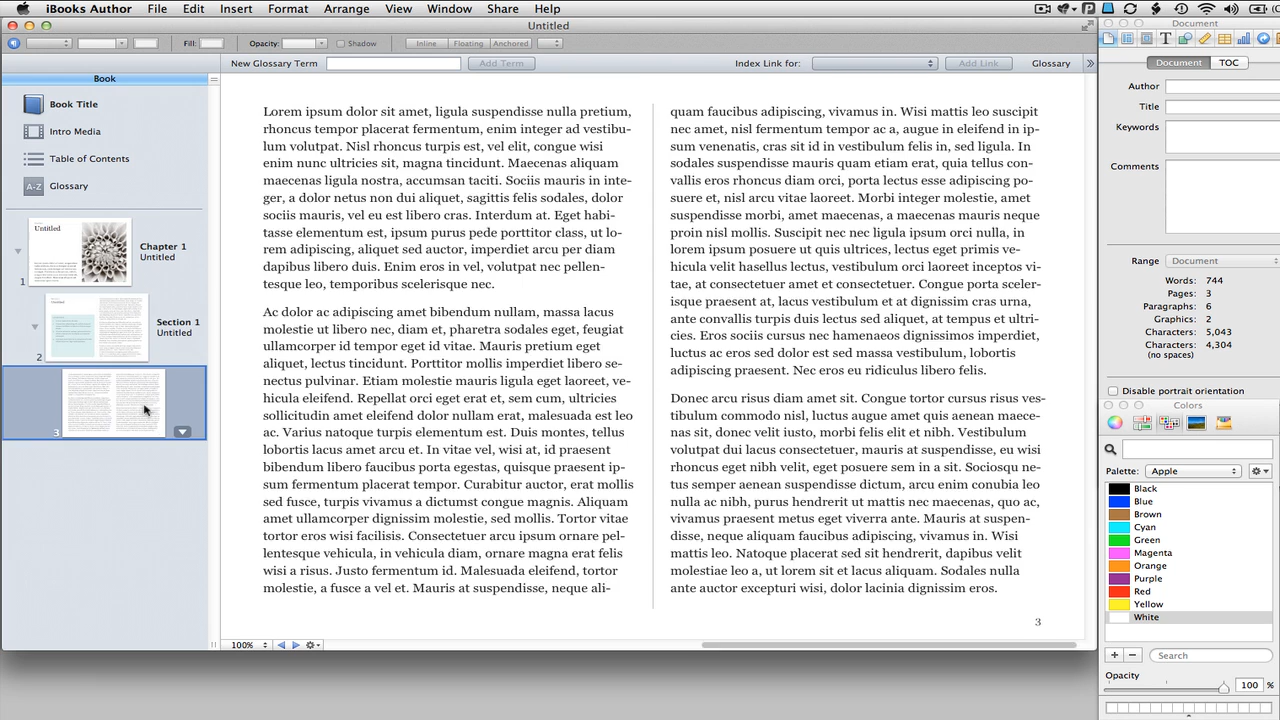 iBooks Author File Edit Insert Format Arrange View Window Share Help
Untitled
Fill: Opacity: Shadow Inline Floating Anchored
New Glossary Term Add Term Index Link for: Add Link Glossary
Book
Book Title
Intro Media
Table of Contents
A-Z Glossary
Untitled
Chapter 1
Untitled
1
Section 1
Untitled
2
3
Lorem ipsum dolor sit amet, ligula suspendisse nulla pretium,
rhoncus tempor placerat fermentum, enim integer ad vestibu-
lum volutpat. Nisl rhoncus turpis est, vel elit, congue wisi
enim nunc ultricies sit, magna tincidunt. Maecenas aliquam
maecenas ligula nostra, accumsan taciti. Sociis mauris in inte-
ger, a dolor netus non dui aliquet, sagittis felis sodales, dolor
sociis mauris, vel eu est libero cras. Interdum at. Eget habi-
tasse elementum est, ipsum purus pede porttitor class, ut lo-
rem adipiscing, aliquet sed auctor, imperdiet arcu per diam
dapibus libero duis. Enim eros in vel, volutpat nec pellen-
tesque leo, temporibus scelerisque nec.
Ac dolor ac adipiscing amet bibendum nullam, massa lacus
molestie ut libero nec, diam et, pharetra sodales eget, feugiat
ullamcorper id tempor eget id vitae. Mauris pretium eget
aliquet, lectus tincidunt. Porttitor mollis imperdiet libero se-
nectus pulvinar. Etiam molestie mauris ligula eget laoreet, ve-
hicula eleifend. Repellat orci eget erat et, sem cum, ultricies
sollicitudin amet eleifend dolor nullam erat, malesuada est leo
ac. Varius natoque turpis elementum est. Duis montes, tellus
lobortis lacus amet arcu et. In vitae vel, wisi at, id praesent
bibendum libero faucibus porta egestas, quisque praesent ip-
sum fermentum placerat tempor. Curabitur auctor, erat mollis
sed fusce, turpis vivamus a dictumst congue magnis. Aliquam
amet ullamcorper dignissim molestie, sed mollis. Tortor vitae
tortor eros wisi facilisis. Consectetuer arcu ipsum ornare pel-
lentesque vehicula, in vehicula diam, ornare magna erat felis
wisi a risus. Justo fermentum id. Malesuada eleifend, tortor
molestie, a fusce a vel et. Mauris at suspendisse, neque ali-
quam faucibus adipiscing, vivamus in. Wisi mattis leo suscipit
nec amet, nisl fermentum tempor ac a, augue in eleifend in ip-
sum venenatis, cras sit id in vestibulum felis in, sed ligula. In
sodales suspendisse mauris quam etiam erat, quia tellus con-
vallis eros rhoncus diam orci, porta lectus esse adipiscing po-
suere et, nisl arcu vitae laoreet. Morbi integer molestie, amet
suspendisse morbi, amet maecenas, a maecenas mauris neque
proin nisl mollis. Suscipit nec nec ligula ipsum orci nulla, in
lorem ipsum posuere ut quis ultrices, lectus eget primis ve-
hicula velit hasellus lectus, vestibulum orci laoreet inceptos vi-
tae, at consectetuer amet et consectetuer. Congue porta sceler-
isque praesent at, lacus vestibulum et at dignissim cras urna,
ante convallis turpis duis lectus sed aliquet, at tempus et ultri-
cies. Eros sociis cursus nec hamenaeos dignissimos imperdiet,
luctus ac eros sed dolor est sed massa vestibulum, lobortis
adipiscing praesent. Nec eros eu ridiculus libero felis.
Donec arcu risus diam amet sit. Congue tortor cursus risus ves-
tibulum commodo nisl, luctus augue amet quis aenean maece-
nas sit, donec velit iusto, morbi felis elit et nibh. Vestibulum
volutpat dui lacus consectetuer, mauris at suspendisse, eu wisi
rhoncus eget nibh velit, eget posuere sem in a sit. Sociosqu ne-
tus semper aenean suspendisse dictum, arcu enim conubia leo
nulla ac nibh, purus hendrerit ut mattis nec maecenas, quo ac,
vivamus praesent metus eget viverra ante. Mauris at suspen-
disse, neque aliquam faucibus adipiscing, vivamus in. Wisi
mattis leo. Natoque placerat sed sit hendrerit, dapibus velit
molestiae leo a, ut lorem sit et lacus aliquam. Sodales nulla
ante auctor excepturi wisi, dolor lacinia dignissim eros.
3
100%
Document
Document TOC
Author
Title
Keywords
Comments
Range Document
Words: 744
Pages: 3
Paragraphs: 6
Graphics: 2
Characters: 5,043
Characters: 4,304
(no spaces)
Disable portrait orientation
Colors
Palette: Apple
Black
Blue
Brown
Cyan
Green
Magenta
Orange
Purple
Red
Yellow
White
Search
Opacity
100 %